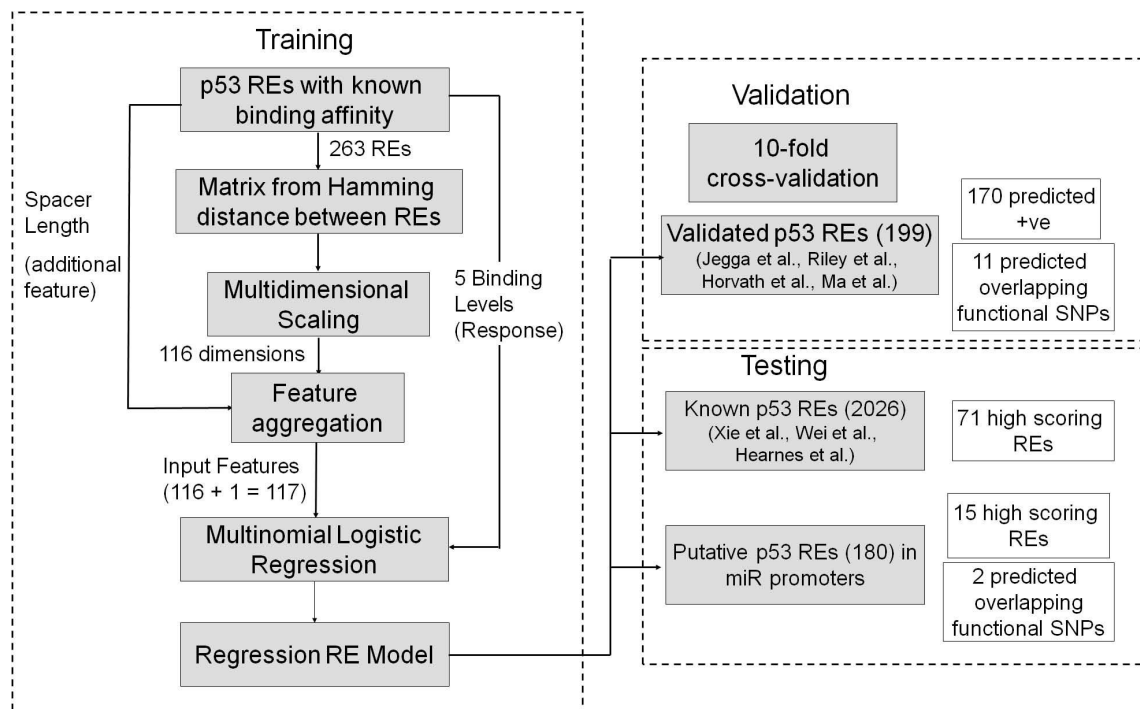 Training
p53 REs with known
binding affinity
263 REs
Matrix from Hamming
distance between REs
Spacer
Length
(additional
feature)
Multidimensional
Scaling
5 Binding
Levels
(Response)
116 dimensions
Feature
aggregation
Input Features
(116 + 1 = 117)
Multinomial Logistic
Regression
Regression RE Model
Validation
10-fold
cross-validation
Validated p53 REs (199)
(Jegga et al., Riley et al.,
Horvath et al., Ma et al.)
170 predicted
+ve
11 predicted
overlapping
functional SNPs
Testing
Known p53 REs (2026)
(Xie et al., Wei et al.,
Hearnes et al.)
71 high scoring
REs
Putative p53 REs (180) in
miR promoters
15 high scoring
REs
2 predicted
overlapping
functional SNPs